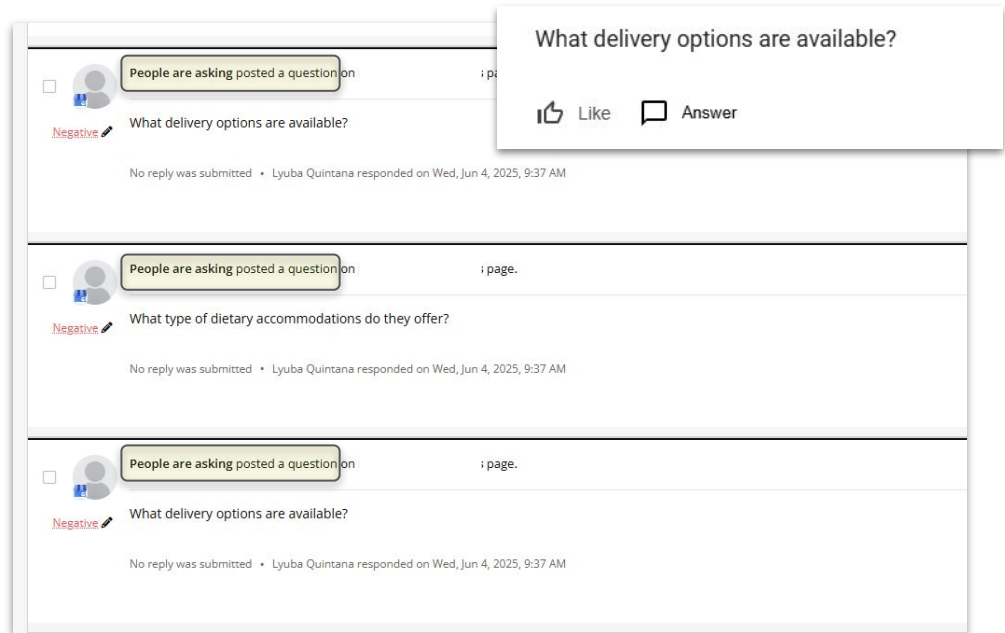 What delivery options are available?
Like
Answer
People are asking posted a question on
What delivery options are available?
Negative
No reply was submitted • Lyuba Quintana responded on Wed, Jun 4, 2025, 9:37 AM
People are asking posted a question on page.
What type of dietary accommodations do they offer?
Negative
No reply was submitted • Lyuba Quintana responded on Wed, Jun 4, 2025, 9:37 AM
People are asking posted a question on page.
What delivery options are available?
Negative
No reply was submitted • Lyuba Quintana responded on Wed, Jun 4, 2025, 9:37 AM